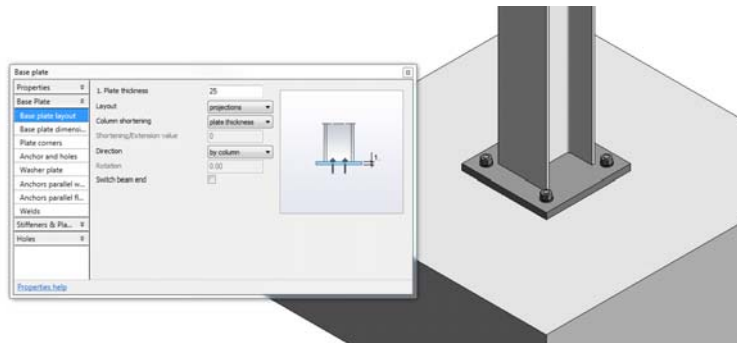 Base plate
Properties
Base Plate
Base plate layout
Base plate dimensi...
Plate corners
Anchor and holes
Washer plate
Anchors parallel w...
Anchors parallel fl...
Welds
Stiffeners & Pla...
Holes
1. Plate thickness 25
Layout projections
Column shortening plate thickness
Shortening/Extension value 0
Direction by column
Rotation 0.00
Switch beam end
1.
Properties help